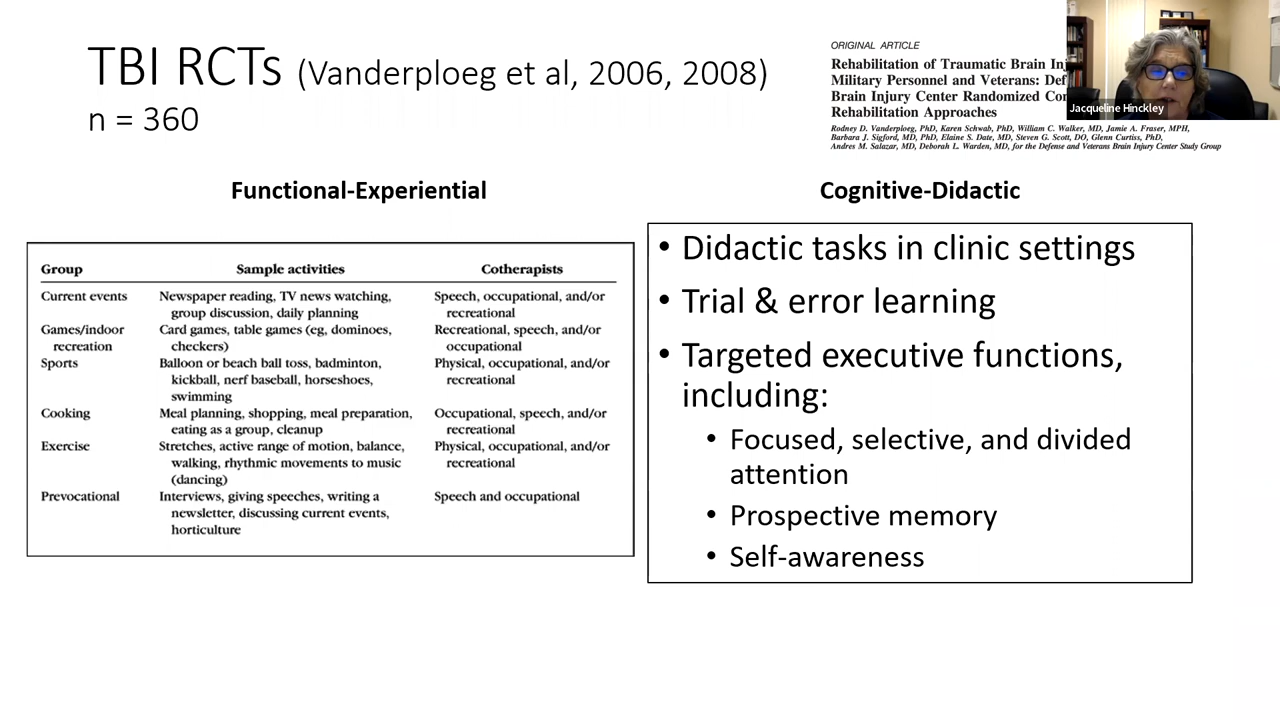 TBI RCTs (Vanderploeg et al, 2006, 2008)
n = 360
ORIGINAL ARTICLE
Rehabilitation of Traumatic Brain
Military Personnel and Veterans:
Brain Injury Center Randomized
Rehabilitation Approaches
Rodney D. Vanderploeg, PhD, Karen Schwab, PhD, William C. Walker, MD, Jamie A. Fraser, MPH,
Barbara J. Sigford, MD, PhD, Elaine S. Date, MD, Steven G. Scott, DO, Glenn Curtiss, PhD,
Andres M. Salazar, MD, Deborah L. Warden, MD, for the Defense and Veterans Brain Injury Center Study Group
Jacqueline Hinckley
Functional-Experiential
Group Sample activities Cotherapists
Current events Newspaper reading, TV news watching, Speech, occupational, and/or
group discussion, daily planning recreational
Games/indoor Card games, table games (eg, dominoes, Recreational, speech, and/or
recreation checkers) occupational
Sports Balloon or beach ball toss, badminton, Physical, occupational, and/or
kickball, nerf baseball, horseshoes, recreational
swimming
Cooking Meal planning, shopping, meal preparation, Occupational, speech, and/or
eating as a group, cleanup recreational
Exercise Stretches, active range of motion, balance, Physical, occupational, and/or
walking, rhythmic movements to music recreational
(dancing)
Prevocational Interviews, giving speeches, writing a Speech and occupational
newsletter, discussing current events,
horticulture
Cognitive-Didactic
• Didactic tasks in clinic settings
• Trial & error learning
• Targeted executive functions,
including:
• Focused, selective, and divided
attention
• Prospective memory
• Self-awareness